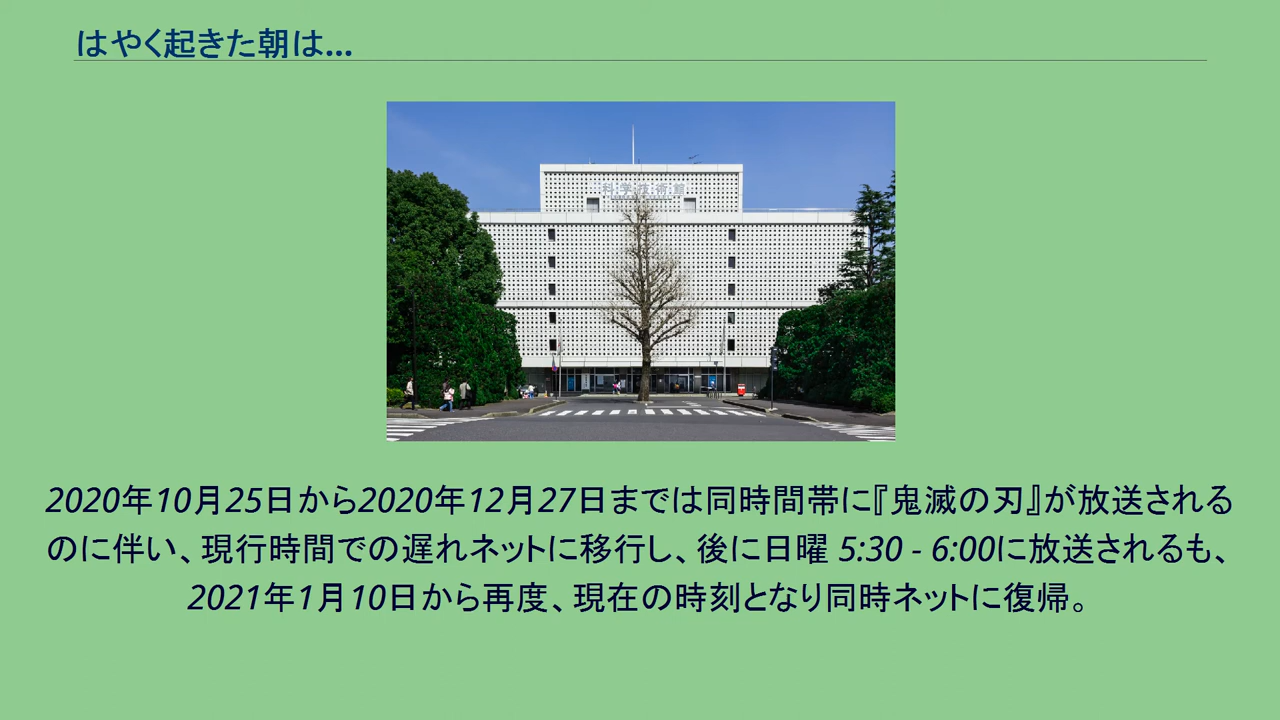 はやく起きた朝は…
科学技術館
2020年10月25日から2020年12月27日までは同時間帯に『鬼滅の刃』が放送される
のに伴い、現行時間での遅れネットに移行し、後に日曜 5:30 - 6:00に放送されるも、
2021年1月10日から再度、現在の時刻となり同時ネットに復帰。